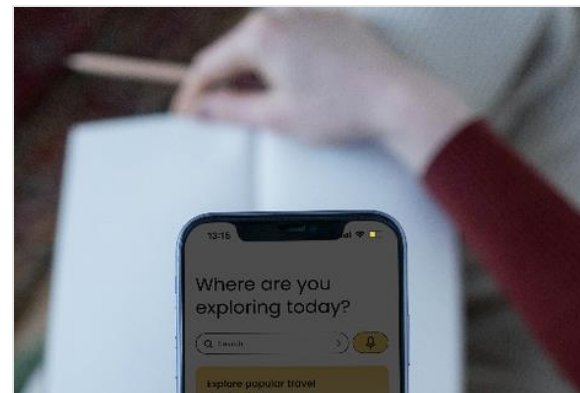 13:15
Where are you
exploring today?
Search
Explore popular travel